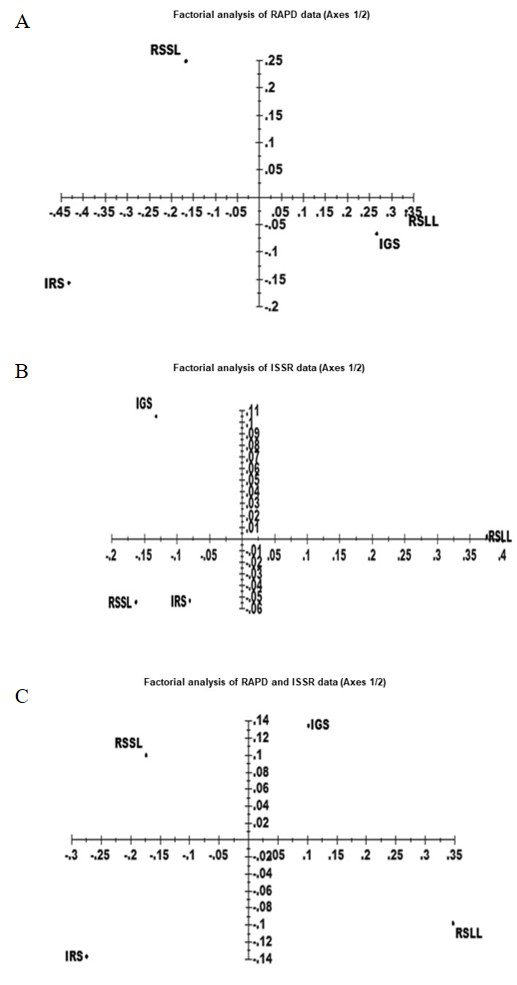 A
Factorial analysis of RAPD data (Axes 1/2)
RSSL
.25
.2
.15
.1
.05
-.45 -.4 -.35 -.3 -.25 -.2 -.15 -.1 -.05 .05 .1 .15 .2 .25 .3 .35
-.05
RSLL
IGS
-.1
IRS
-.15
-.2
B
Factorial analysis of ISSR data (Axes 1/2)
IGS
.11
.1
.09
.08
.07
.06
.05
.04
.03
.02
.01
RSLL
-.2 -.15 -.1 -.05 .05 .1 .15 .2 .25 .3 .35 .4
-.01
-.02
-.03
-.04
-.05
-.06
RSSL IRS
C
Factorial analysis of RAPD and ISSR data (Axes 1/2)
.14
IGS
.12
RSSL
.1
.08
.06
.04
.02
-.3 -.25 -.2 -.15 -.1 -.05 .05 .1 .15 .2 .25 .3 .35
-.02
-.04
-.06
-.08
-.1
RSLL
-.12
IRS
-.14